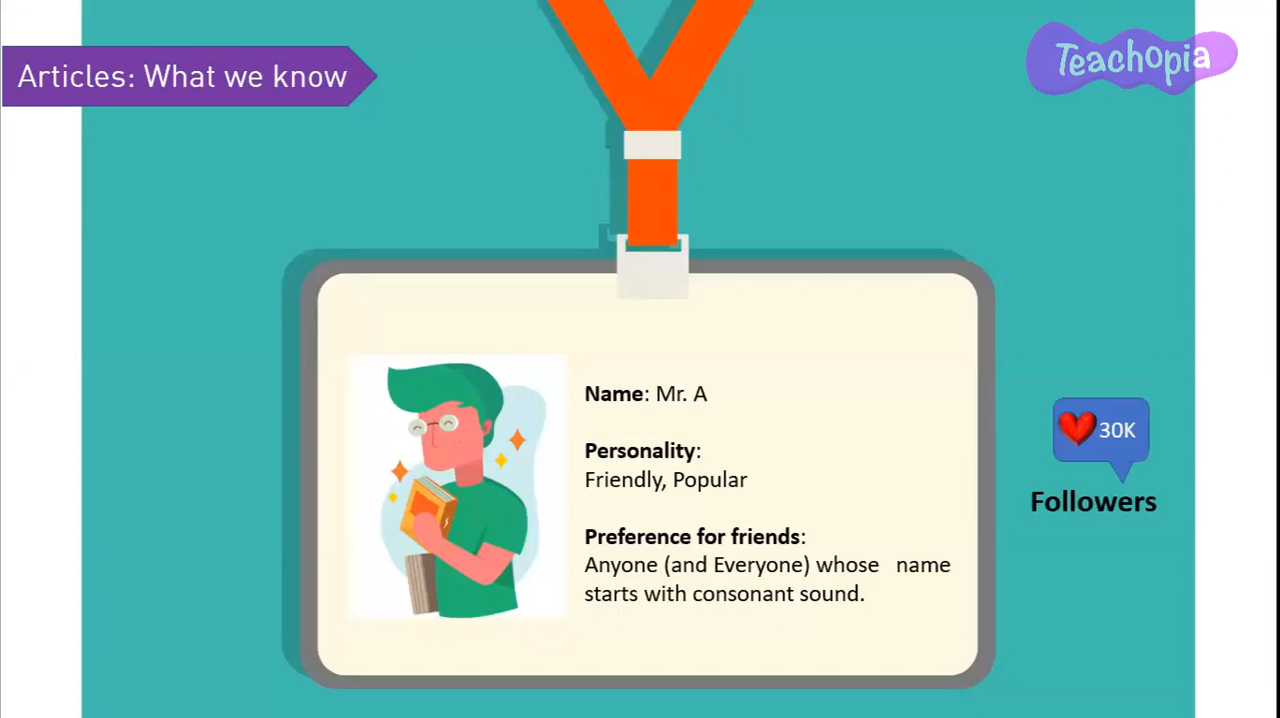 Articles: What we know
Teachopia
Name: Mr. A
Personality:
Friendly, Popular
Preference for friends:
Anyone (and Everyone) whose name
starts with consonant sound.
30K
Followers